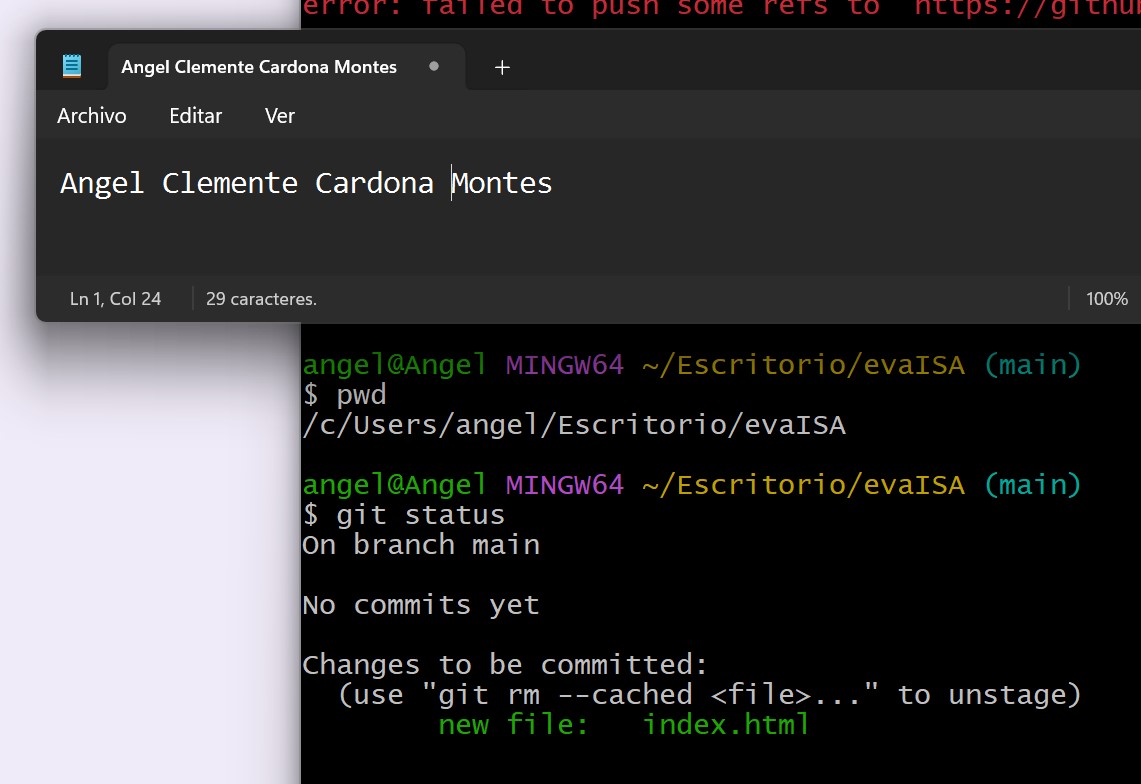 error: failed to push some refs to 'https://github
Angel Clemente Cardona Montes
Archivo Editar Ver
Angel Clemente Cardona Montes
Ln 1, Col 24 29 caracteres. 100%
angel@Angel MINGW64 ~/Escritorio/evaISA (main)
$ pwd
/c/Users/angel/Escritorio/evaISA
angel@Angel MINGW64 ~/Escritorio/evaISA (main)
$ git status
On branch main
No commits yet
Changes to be committed:
(use "git rm --cached <file>..." to unstage)
new file: index.html